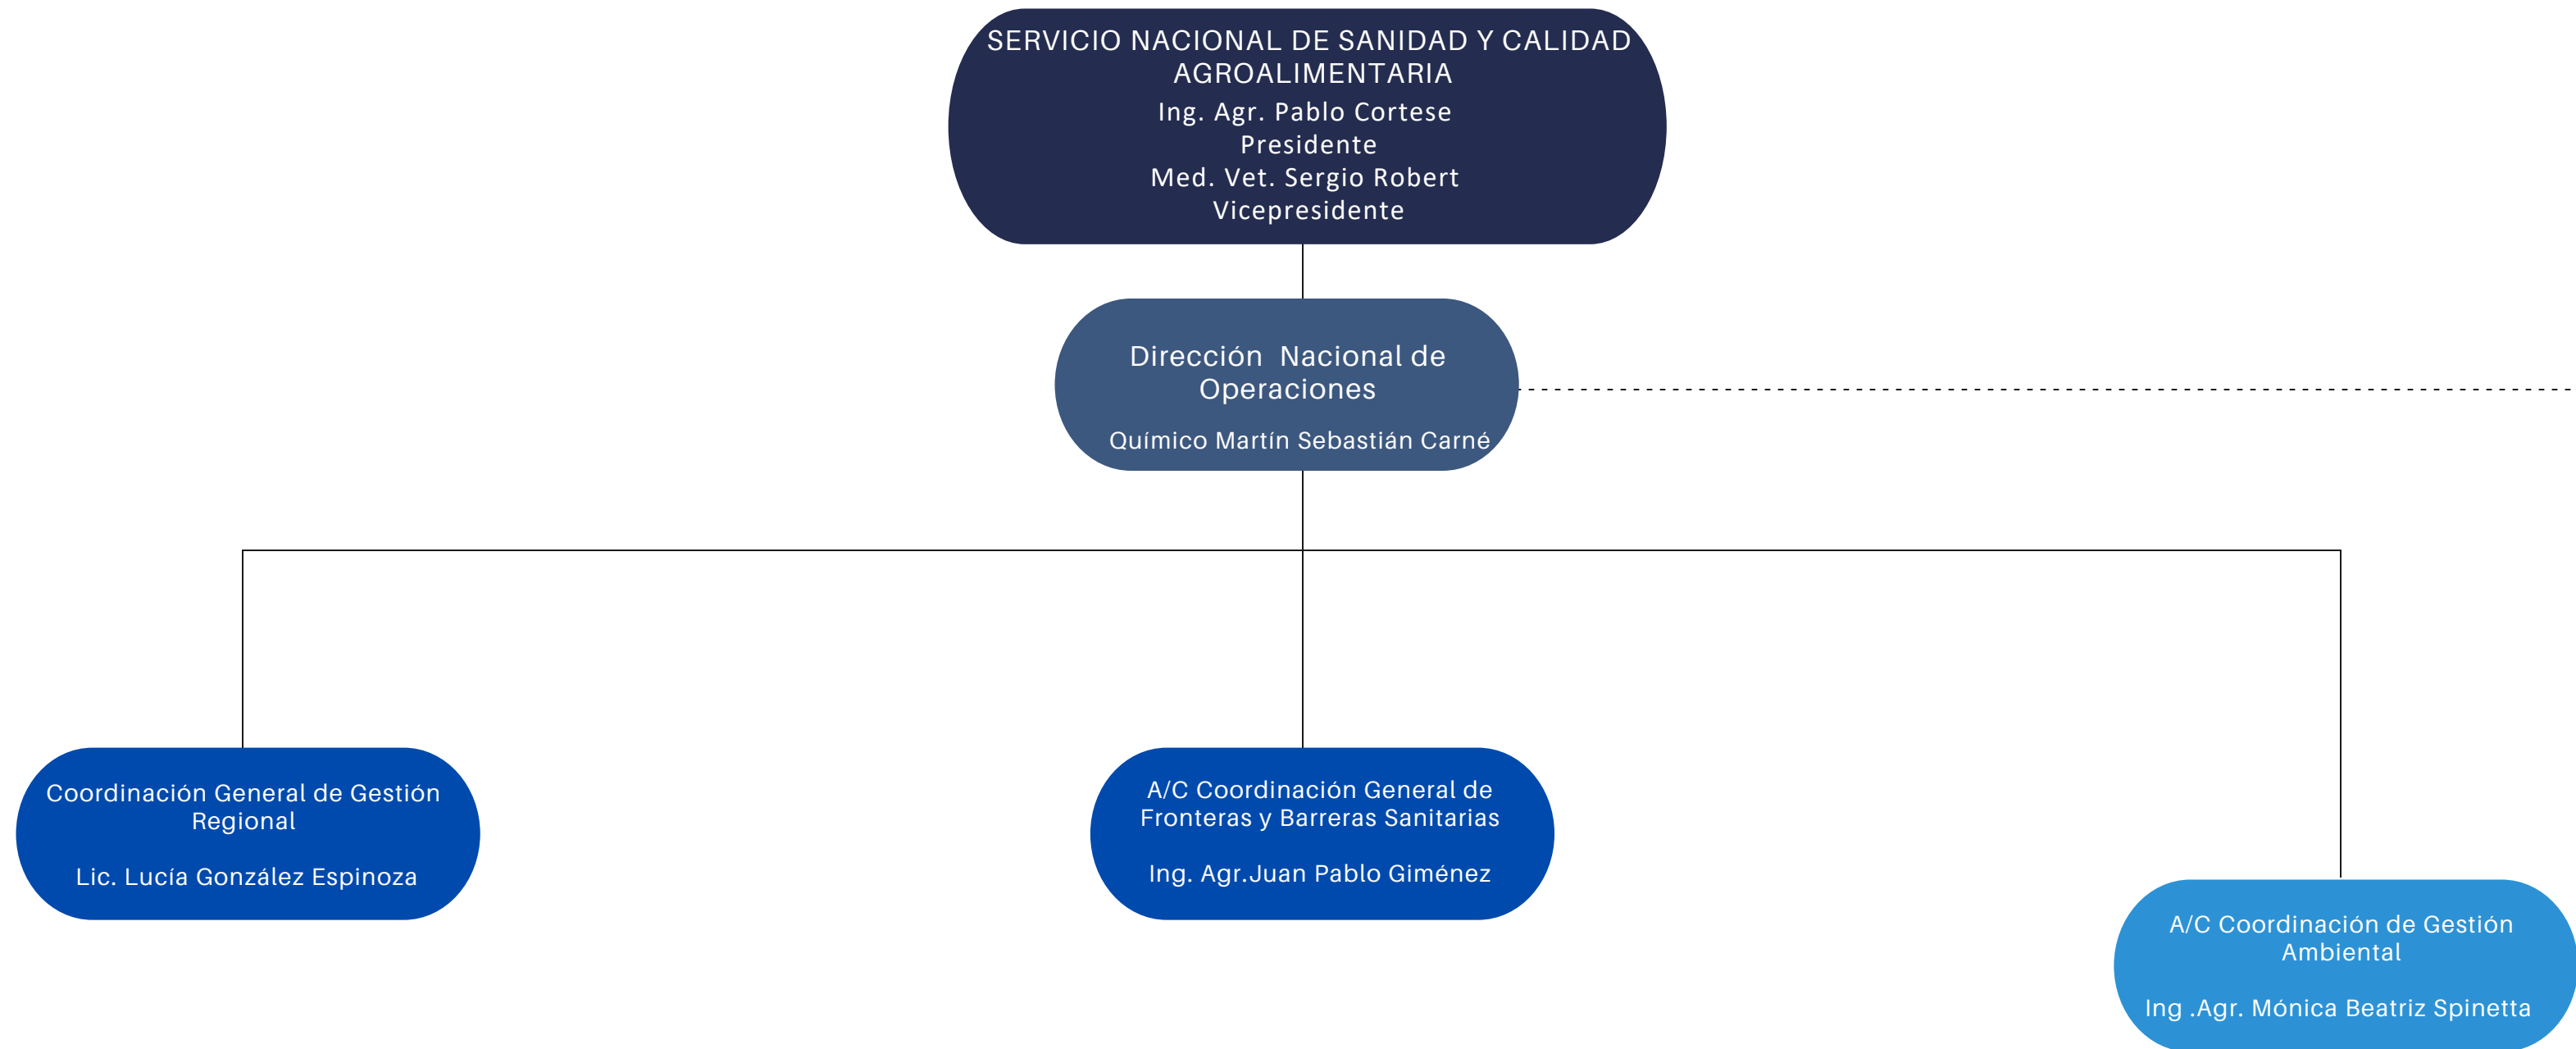 SERVICIO NACIONAL DE SANIDAD Y CALIDAD
AGROALIMENTARIA
Ing. Agr. Pablo Cortese
Presidente
Med. Vet. Sergio Robert
Vicepresidente
Dirección  Nacional de
Operaciones
Químico Martín Sebastián Carné
Coordinación General de Gestión
Regional
Lic. Lucía González Espinoza
A/C Coordinación General de
Fronteras y Barreras Sanitarias
Ing. Agr.Juan Pablo Giménez
A/C Coordinación de Gestión
Ambiental
Ing .Agr. Mónica Beatriz Spinetta